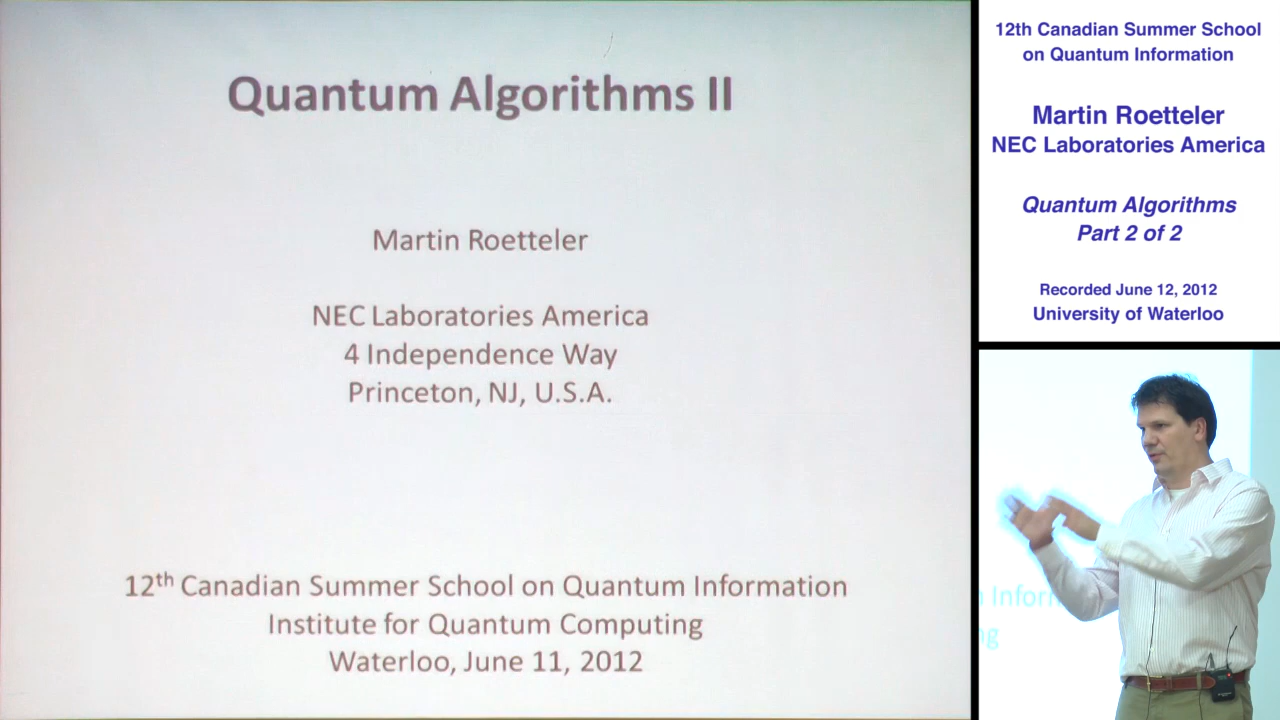 Quantum Algorithms II
Martin Roetteler
NEC Laboratories America
4 Independence Way
Princeton, NJ, U.S.A.
12th Canadian Summer School on Quantum Information
Institute for Quantum Computing
Waterloo, June 11, 2012
12th Canadian Summer School
on Quantum Information
Martin Roetteler
NEC Laboratories America
Quantum Algorithms
Part 2 of 2
Recorded June 12, 2012
University of Waterloo
n Inform
ng